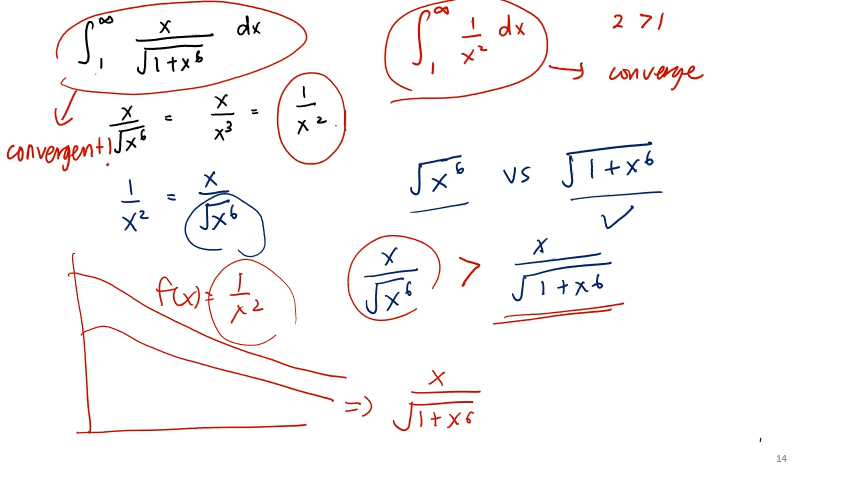 ∫₁^∞ x/√(1+x⁶) dx
∫₁^∞ 1/x² dx → converge
2 > 1
x/√x⁶ = x/x³ = 1/x²
convergent!
1/x² = x/√x⁶
√x⁶ vs √(1+x⁶) ✓
x/√x⁶ > x/√(1+x⁶)
f(x) = 1/x²
⇒ x/√(1+x⁶)
14